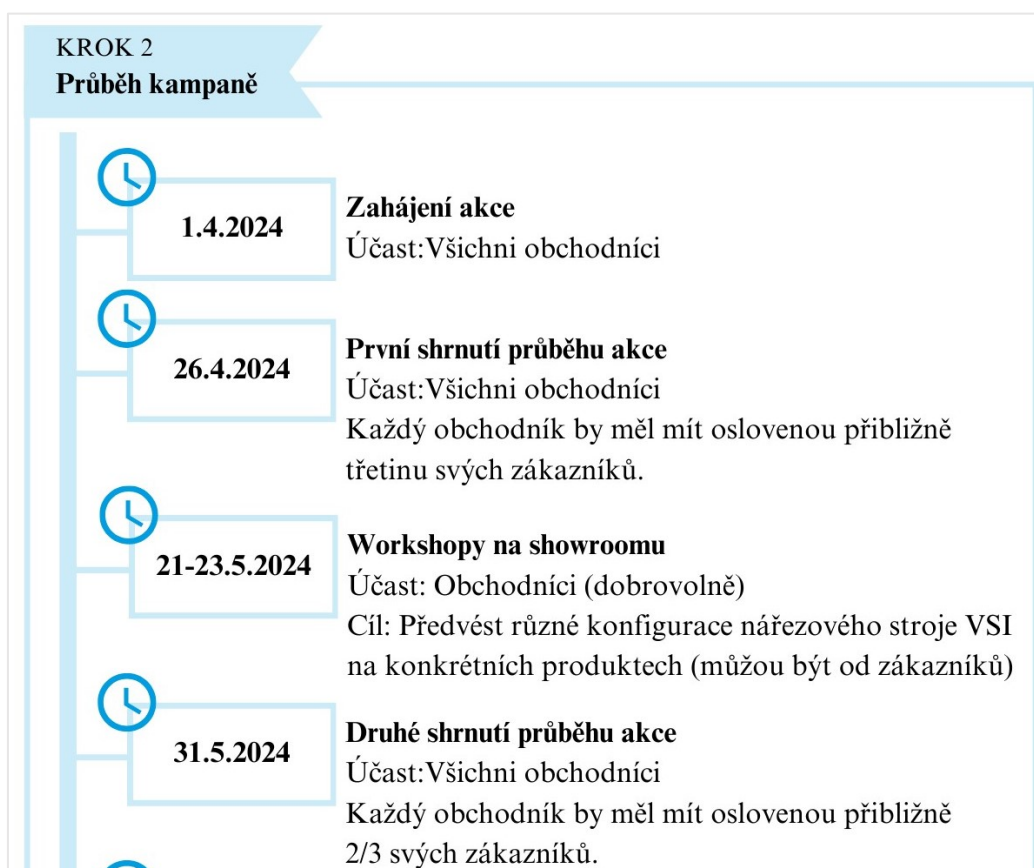 KROK 2
Průběh kampaně
1.4.2024
Zahájení akce
Účast:Všichni obchodníci
26.4.2024
První shrnutí průběhu akce
Účast:Všichni obchodníci
Každý obchodník by měl mít oslovenou přibližně
třetinu svých zákazníků.
21-23.5.2024
Workshopy na showroomu
Účast: Obchodníci (dobrovolně)
Cíl: Předvést různé konfigurace nářezového stroje VSI
na konkrétních produktech (můžou být od zákazníků)
31.5.2024
Druhé shrnutí průběhu akce
Účast:Všichni obchodníci
Každý obchodník by měl mít oslovenou přibližně
2/3 svých zákazníků.